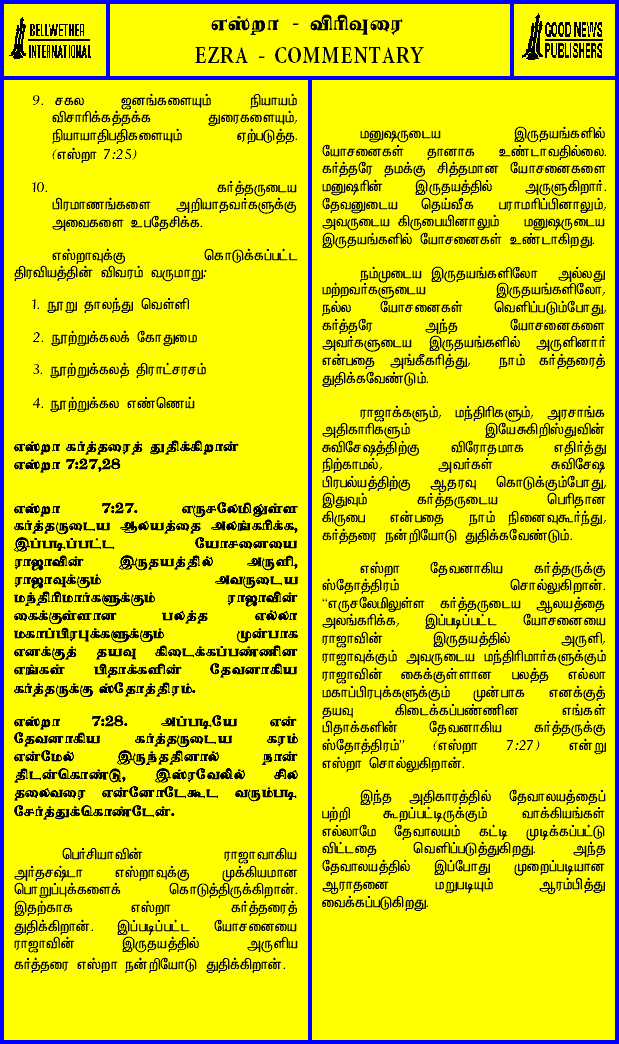 BELLWETHER
INTERNATIONAL
எஸ்றா - விரிவுரை
EZRA - COMMENTARY
GOOD NEWS
PUBLISHERS
9. சகல ஜனங்களையும் நியாயம்
விசாரிக்கத்தக்க துரைகளையும்,
நியாயாதிபதிகளையும் ஏற்படுத்த.
(எஸ்றா 7:25)
10. கர்த்தருடைய
பிரமாணங்களை அறியாதவர்களுக்கு
அவைகளை உபதேசிக்க.
எஸ்றாவுக்கு கொடுக்கப்பட்ட
திரவியத்தின் விவரம் வருமாறு:
1. நூறு தாலந்து வெள்ளி
2. நூற்றுக்கலக் கோதுமை
3. நூற்றுக்கலத் திராட்சரசம்
4. நூற்றுக்கல எண்ணெய்
எஸ்றா கர்த்தரைத் துதிக்கிறான்
எஸ்றா 7:27,28
எஸ்றா 7:27. எருசலேமிலுள்ள
கர்த்தருடைய ஆலயத்தை அலங்கரிக்க,
இப்படிப்பட்ட யோசனையை
ராஜாவின் இருதயத்தில் அருளி,
ராஜாவுக்கும் அவருடைய
மந்திரிமார்களுக்கும் ராஜாவின்
கைக்குள்ளான பலத்த எல்லா
மகாப்பிரபுக்களுக்கும் முன்பாக
எனக்குத் தயவு கிடைக்கப்பண்ணின
எங்கள் பிதாக்களின் தேவனாகிய
கர்த்தருக்கு ஸ்தோத்திரம்.
எஸ்றா 7:28. அப்படியே என்
தேவனாகிய கர்த்தருடைய கரம்
என்மேல் இருந்ததினால் நான்
திடன்கொண்டு, இஸ்ரவேலில் சில
தலைவரை என்னோடேகூட வரும்படி
சேர்த்துக்கொண்டேன்.
பெர்சியாவின் ராஜாவாகிய
அர்தசஷ்டா எஸ்றாவுக்கு முக்கியமான
பொறுப்புக்களைக் கொடுத்திருக்கிறான்.
இதற்காக எஸ்றா கர்த்தரைத்
துதிக்கிறான். இப்படிப்பட்ட யோசனையை
ராஜாவின் இருதயத்தில் அருளிய
கர்த்தரை எஸ்றா நன்றியோடு துதிக்கிறான்.
மனுஷருடைய இருதயங்களில்
யோசனைகள் தானாக உண்டாவதில்லை.
கர்த்தரே தமக்கு சித்தமான யோசனைகளை
மனுஷரின் இருதயத்தில் அருளுகிறார்.
தேவனுடைய தெய்வீக பராமரிப்பினாலும்,
அவருடைய கிருபையினாலும் மனுஷருடைய
இருதயங்களில் யோசனைகள் உண்டாகிறது.
நம்முடைய இருதயங்களிலோ அல்லது
மற்றவர்களுடைய இருதயங்களிலோ,
நல்ல யோசனைகள் வெளிப்படும்போது,
கர்த்தரே அந்த யோசனைகளை
அவர்களுடைய இருதயங்களில் அருளினார்
என்பதை அங்கீகரித்து, நாம் கர்த்தரைத்
துதிக்கவேண்டும்.
ராஜாக்களும், மந்திரிகளும், அரசாங்க
அதிகாரிகளும் இயேசுகிறிஸ்துவின்
சுவிசேஷத்திற்கு விரோதமாக எதிர்த்து
நிற்காமல், அவர்கள் சுவிசேஷ
பிரபல்யத்திற்கு ஆதரவு கொடுக்கும்போது,
இதுவும் கர்த்தருடைய பெரிதான
கிருபை என்பதை நாம் நினைவுகூர்ந்து,
கர்த்தரை நன்றியோடு துதிக்கவேண்டும்.
எஸ்றா தேவனாகிய கர்த்தருக்கு
ஸ்தோத்திரம் சொல்லுகிறான்.
"எருசலேமிலுள்ள கர்த்தருடைய ஆலயத்தை
அலங்கரிக்க, இப்படிப்பட்ட யோசனையை
ராஜாவின் இருதயத்தில் அருளி,
ராஜாவுக்கும் அவருடைய மந்திரிமார்களுக்கும்
ராஜாவின் கைக்குள்ளான பலத்த எல்லா
மகாப்பிரபுக்களுக்கும் முன்பாக எனக்குத்
தயவு கிடைக்கப்பண்ணின எங்கள்
பிதாக்களின் தேவனாகிய கர்த்தருக்கு
ஸ்தோத்திரம்" (எஸ்றா 7:27) என்று
எஸ்றா சொல்லுகிறான்.
இந்த அதிகாரத்தில் தேவாலயத்தைப்
பற்றி கூறப்பட்டிருக்கும் வாக்கியங்கள்
எல்லாமே தேவாலயம் கட்டி முடிக்கப்பட்டு
விட்டதை வெளிப்படுத்துகிறது. அந்த
தேவாலயத்தில் இப்போது முறைப்படியான
ஆராதனை மறுபடியும் ஆரம்பித்து
வைக்கப்படுகிறது.